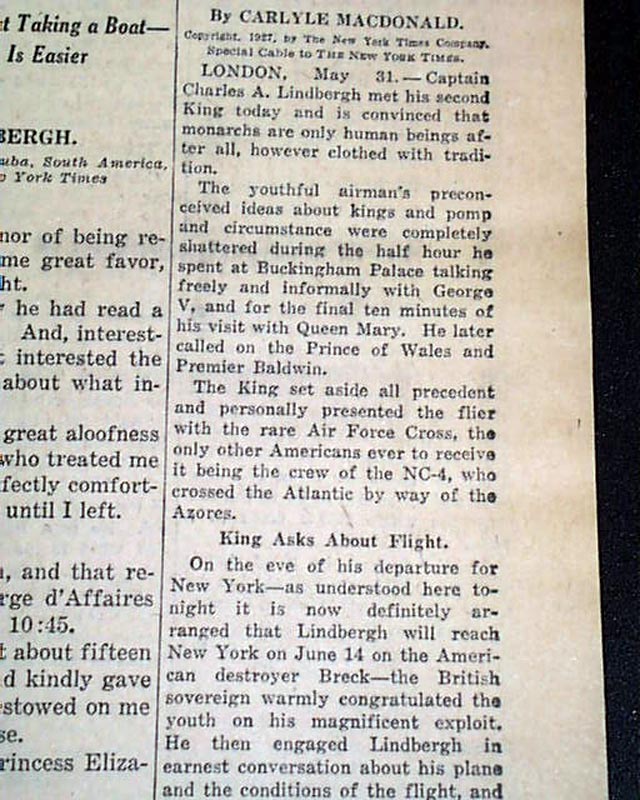 t Taking a Boat—
Is Easier
BERGH.
uba, South America,
York Times
nor of being re-
me great favor,
ht.
he had read a
And, interest-
interested the
about what in-
great aloofness
who treated me
fectly comfort-
until I left.
, and that re-
rge d'Affaires
10:45.
t about fifteen
d kindly gave
stowed on me
se.
rincess Eliza-
By CARLYLE MACDONALD.
Copyright, 1927, by The New York Times Company.
Special Cable to THE NEW YORK TIMES.
LONDON, May 31.—Captain
Charles A. Lindbergh met his second
King today and is convinced that
monarchs are only human beings af-
ter all, however clothed with tradi-
tion.
The youthful airman's precon-
ceived ideas about kings and pomp
and circumstance were completely
shattered during the half hour he
spent at Buckingham Palace talking
freely and informally with George
V, and for the final ten minutes of
his visit with Queen Mary. He later
called on the Prince of Wales and
Premier Baldwin.
The King set aside all precedent
and personally presented the flier
with the rare Air Force Cross, the
only other Americans ever to receive
it being the crew of the NC-4, who
crossed the Atlantic by way of the
Azores.
King Asks About Flight.
On the eve of his departure for
New York—as understood here to-
night it is now definitely ar-
ranged that Lindbergh will reach
New York on June 14 on the Ameri-
can destroyer Breck—the British
sovereign warmly congratulated the
youth on his magnificent exploit.
He then engaged Lindbergh in
earnest conversation about his plane
and the conditions of the flight, and